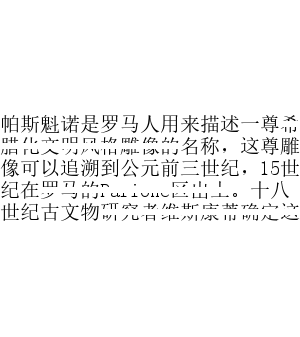 帕斯魁诺是罗马人用来描述一尊希
腊化文明风格雕像的名称，这尊雕
像可以追溯到公元前三世纪，15世
纪在罗马的Parione区出土。十八
世纪古文物研究者维斯康蒂确定这